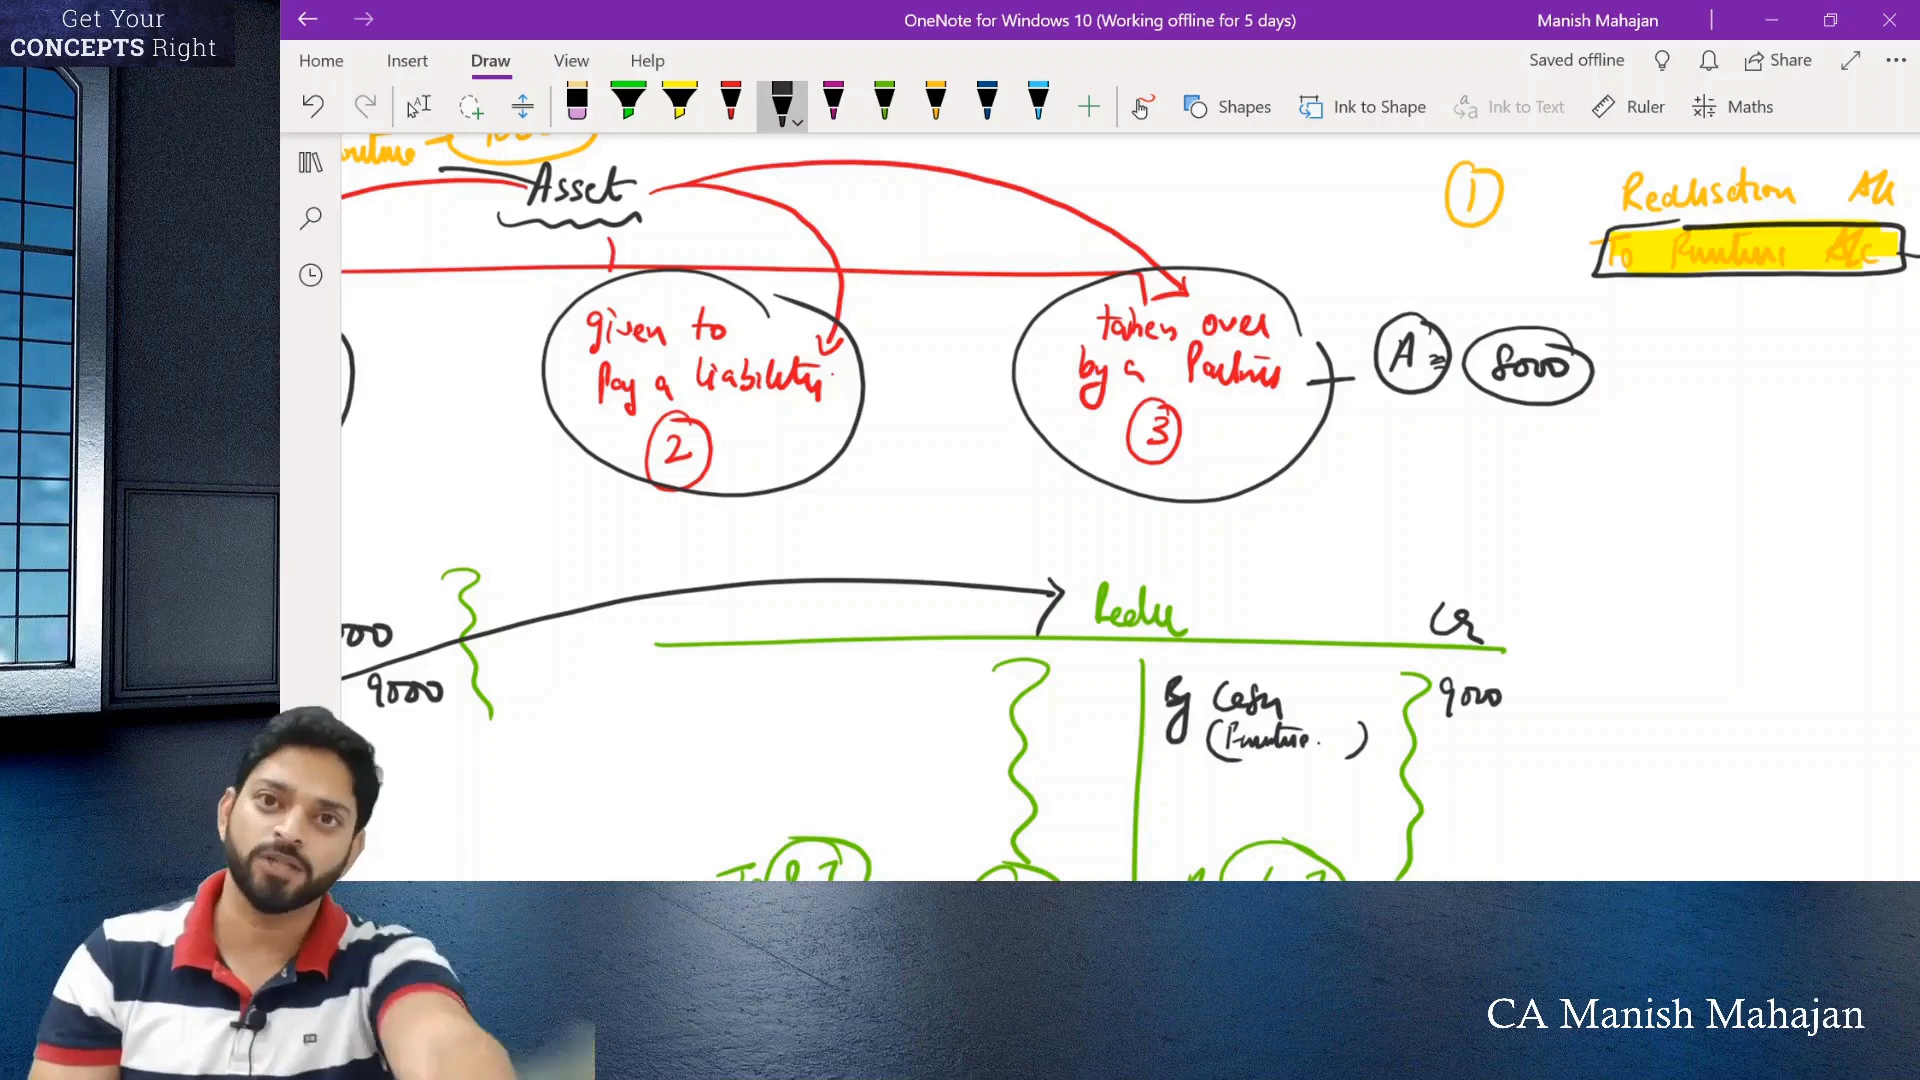 Get Your
CONCEPTS Right
OneNote for Windows 10 (Working offline for 5 days)
Manish Mahajan
Home
Insert
Draw
View
Help
Saved offline
Share
Shapes
Ink to Shape
Ink to Text
Ruler
Maths
Asset
1
Realisation A/c
To Furniture A/c
given to
Pay a liability.
2
taken over
by a Partner
3
A =
8000
000
9000
Cr
By Cash
(Furniture.)
9000
CA Manish Mahajan